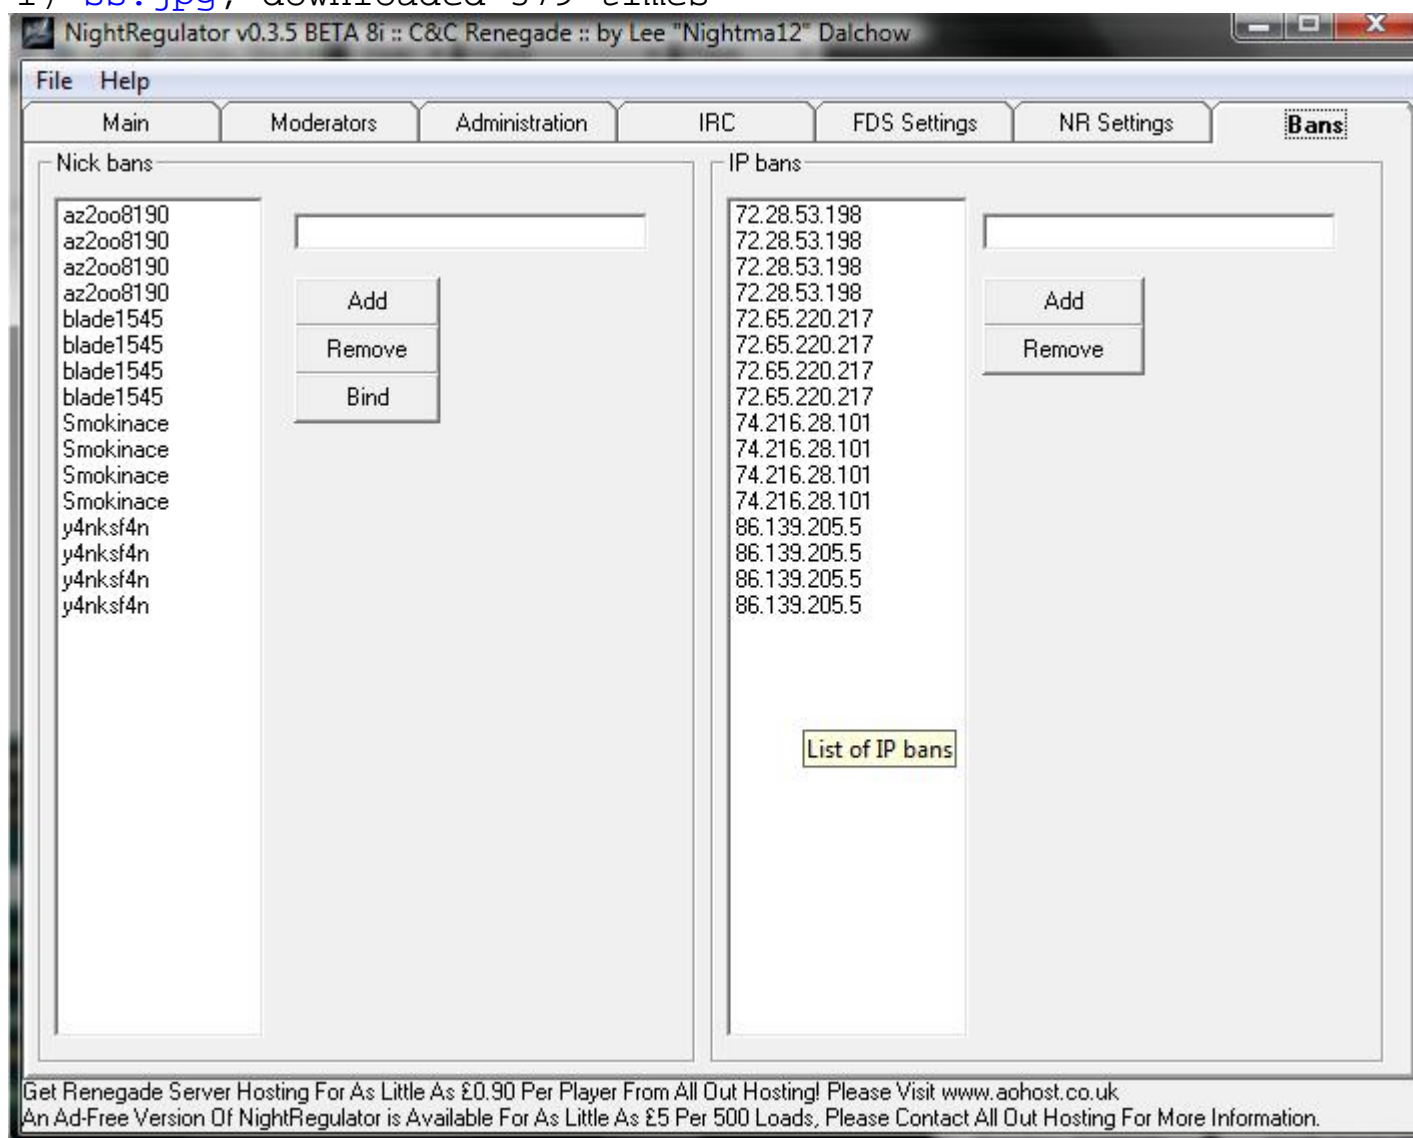 1) ss.jpg, downloaded 579 times
NightRegulator v0.3.5 BETA 8i :: C&C Renegade :: by Lee "Nightma12" Dalchow
File Help
Main Moderators Administration IRC FDS Settings NR Settings Bans
Nick bans IP bans
az2oo8190 72.28.53.198
az2oo8190 72.28.53.198
az2oo8190 72.28.53.198
az2oo8190 72.28.53.198
blade1545 72.65.220.217
blade1545 72.65.220.217
blade1545 72.65.220.217
blade1545 72.65.220.217
Smokinace 74.216.28.101
Smokinace 74.216.28.101
Smokinace 74.216.28.101
Smokinace 74.216.28.101
y4nksf4n 86.139.205.5
y4nksf4n 86.139.205.5
y4nksf4n 86.139.205.5
y4nksf4n 86.139.205.5
Add
Remove
Bind
Add
Remove
List of IP bans
Get Renegade Server Hosting For As Little As £0.90 Per Player From All Out Hosting! Please Visit www.aohost.co.uk
An Ad-Free Version Of NightRegulator is Available For As Little As £5 Per 500 Loads, Please Contact All Out Hosting For More Information.